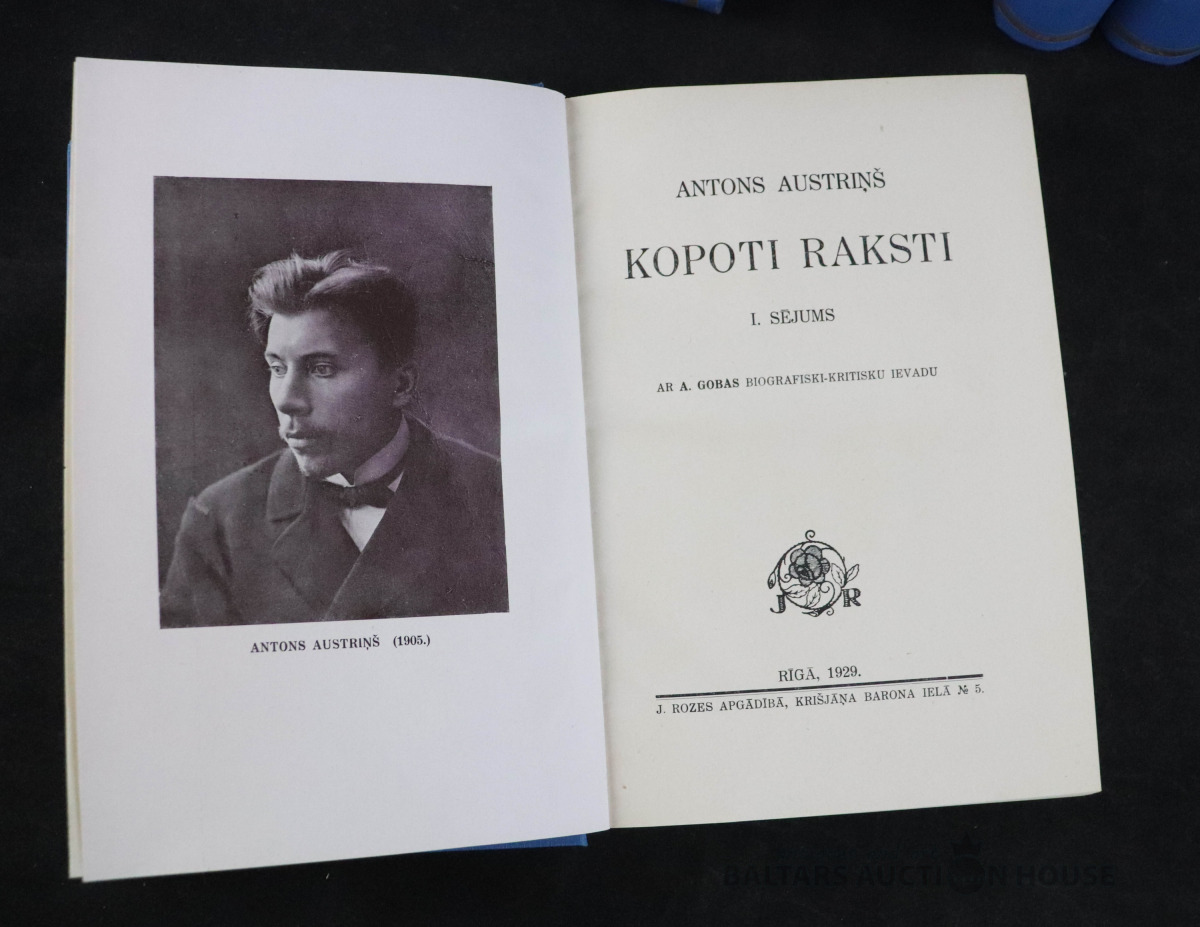 ANTONS AUSTRIŅŠ (1905.)
ANTONS AUSTRIŅŠ
KOPOTI RAKSTI
I. SĒJUMS
AR A. GOBAS BIOGRAFISKI-KRITISKU IEVADU
J R
RĪGĀ, 1929.
J. ROZES APGĀDĪBĀ, KRIŠJĀŅA BARONA IELĀ № 5.
BALTARS AUCTION HOUSE